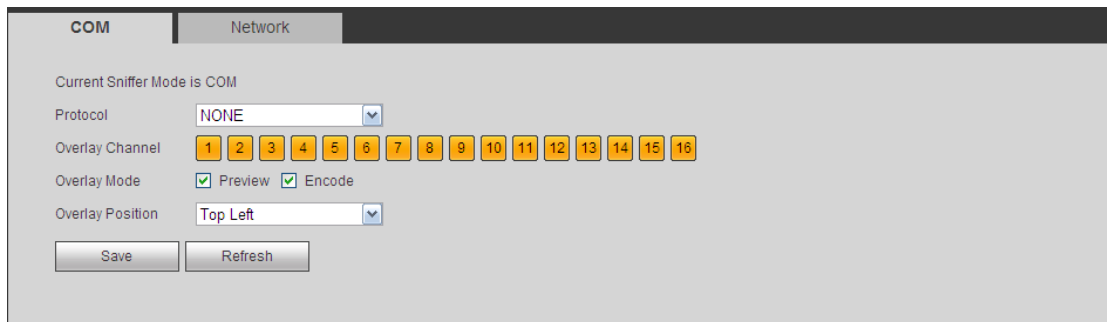 COM Network
Current Sniffer Mode is COM
Protocol NONE
Overlay Channel 1 2 3 4 5 6 7 8 9 10 11 12 13 14 15 16
Overlay Mode Preview Encode
Overlay Position Top Left
Save Refresh